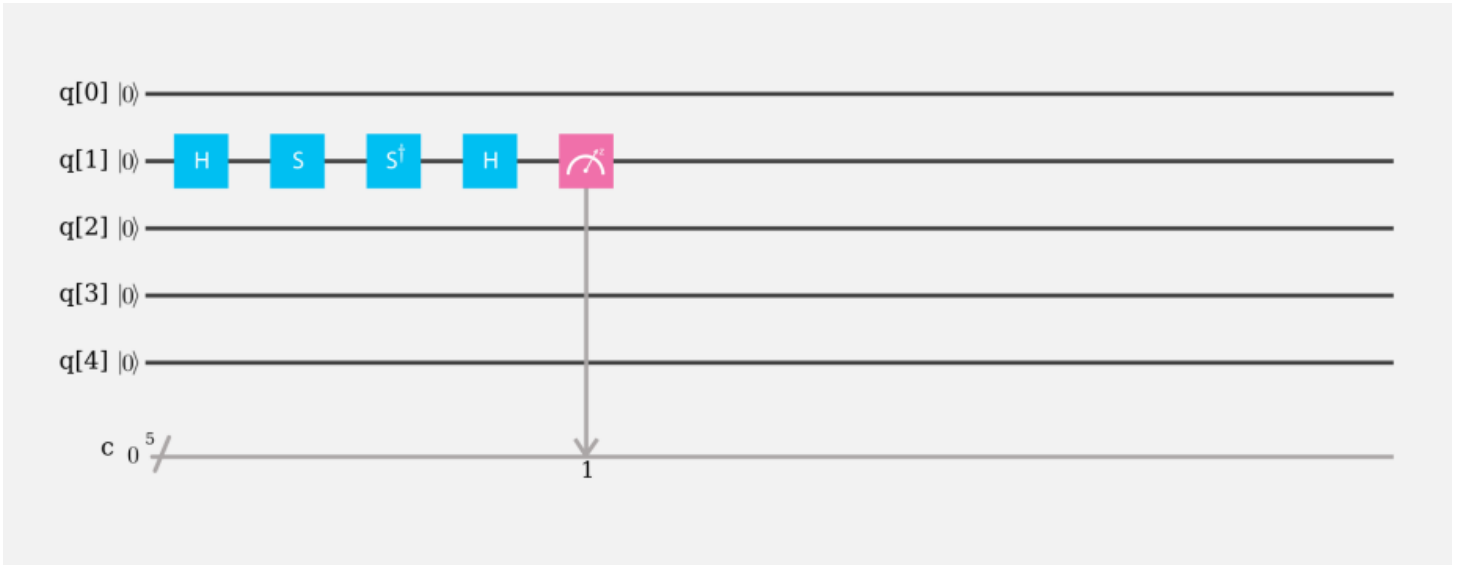 q[0] |0⟩
q[1] |0⟩ H S S† H z
q[2] |0⟩
q[3] |0⟩
q[4] |0⟩
c 0 5
1